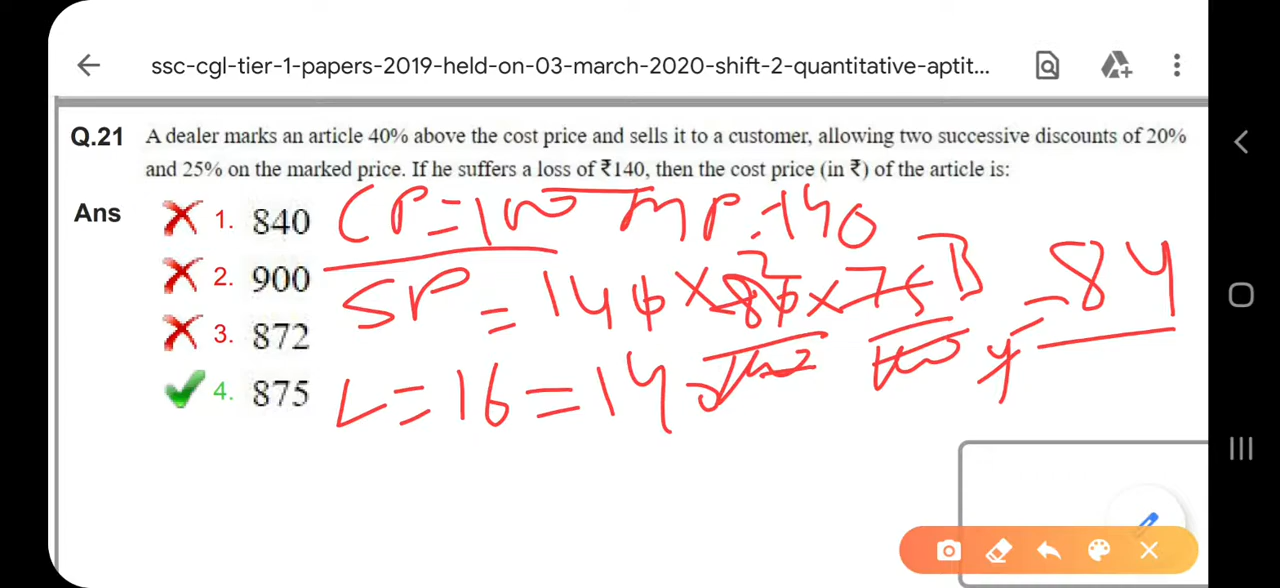 ssc-cgl-tier-1-papers-2019-held-on-03-march-2020-shift-2-quantitative-aptit...
Q.21 A dealer marks an article 40% above the cost price and sells it to a customer, allowing two successive discounts of 20%
and 25% on the marked price. If he suffers a loss of ₹140, then the cost price (in ₹) of the article is:
Ans
1. 840
2. 900
3. 872
4. 875
CP=100 MP=140
SP = 140 × 80 × 75 = 84
L = 16 = 140